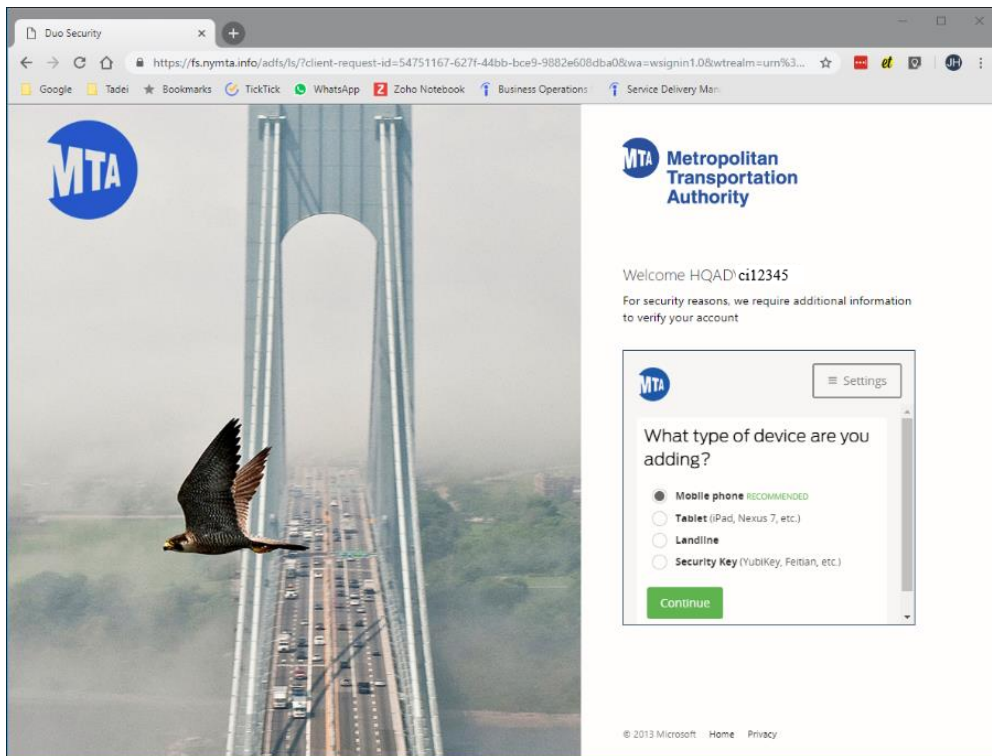 Duo Security
https://fs.nymta.info/adfs/ls/?client-request-id=54751167-627f-44bb-bce9-9882e608dba0&wa=wsignin1.0&wtrealm=urn%3...
et
JH
Google
Tadei
Bookmarks
TickTick
WhatsApp
Z
Zoho Notebook
Business Operations
Service Delivery Man
MTA
MTA
Metropolitan
Transportation
Authority
Welcome HQAD\ci12345
For security reasons, we require additional information
to verify your account
MTA
Settings
What type of device are you
adding?
Mobile phone RECOMMENDED
Tablet (iPad, Nexus 7, etc.)
Landline
Security Key (YubiKey, Feitian, etc.)
Continue
© 2013 Microsoft Home Privacy